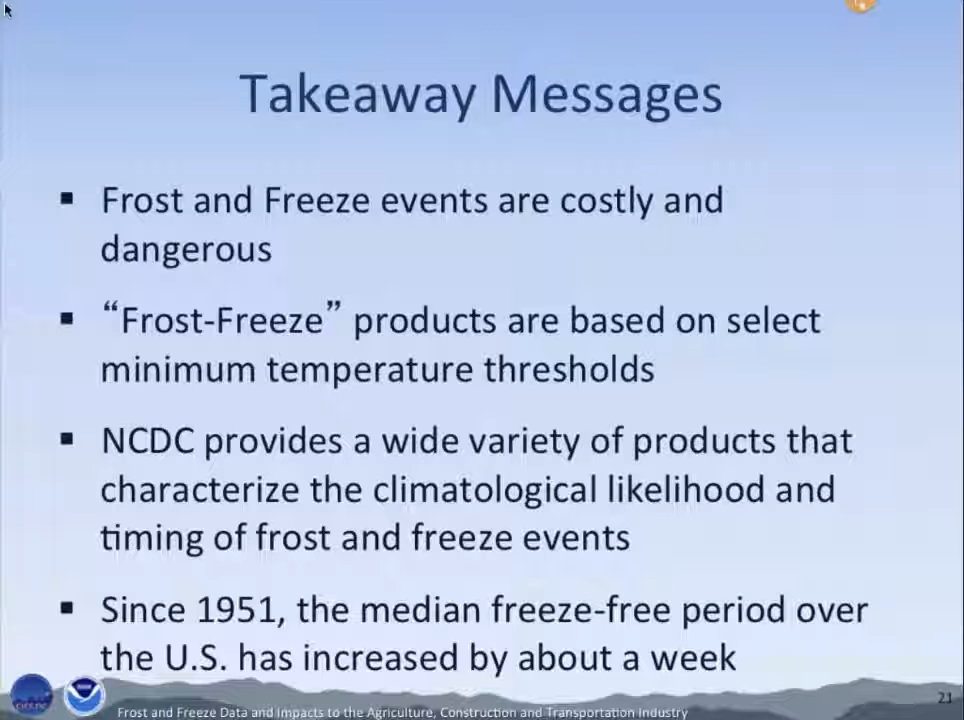 Takeaway Messages
▪ Frost and Freeze events are costly and
dangerous
▪ “Frost-Freeze” products are based on select
minimum temperature thresholds
▪ NCDC provides a wide variety of products that
characterize the climatological likelihood and
timing of frost and freeze events
▪ Since 1951, the median freeze-free period over
the U.S. has increased by about a week
Frost and Freeze Data and Impacts to the Agriculture, Construction and Transportation Industry
21